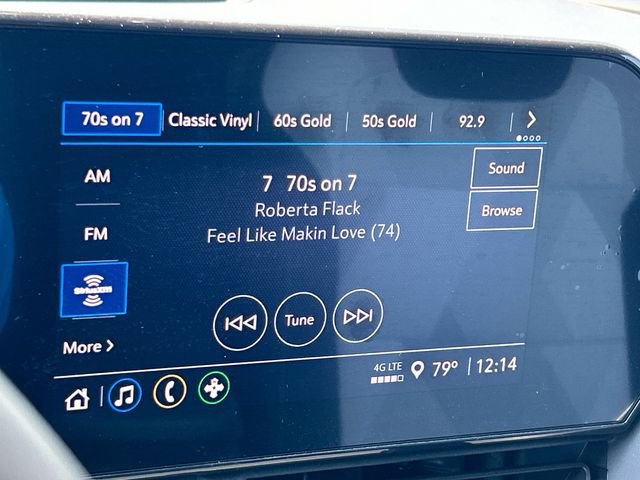 70s on 7 Classic Vinyl 60s Gold 50s Gold 92.9
AM
FM
SiriusXM
More
7 70s on 7
Roberta Flack
Feel Like Makin Love (74)
Sound
Browse
Tune
4G LTE
79° 12:14